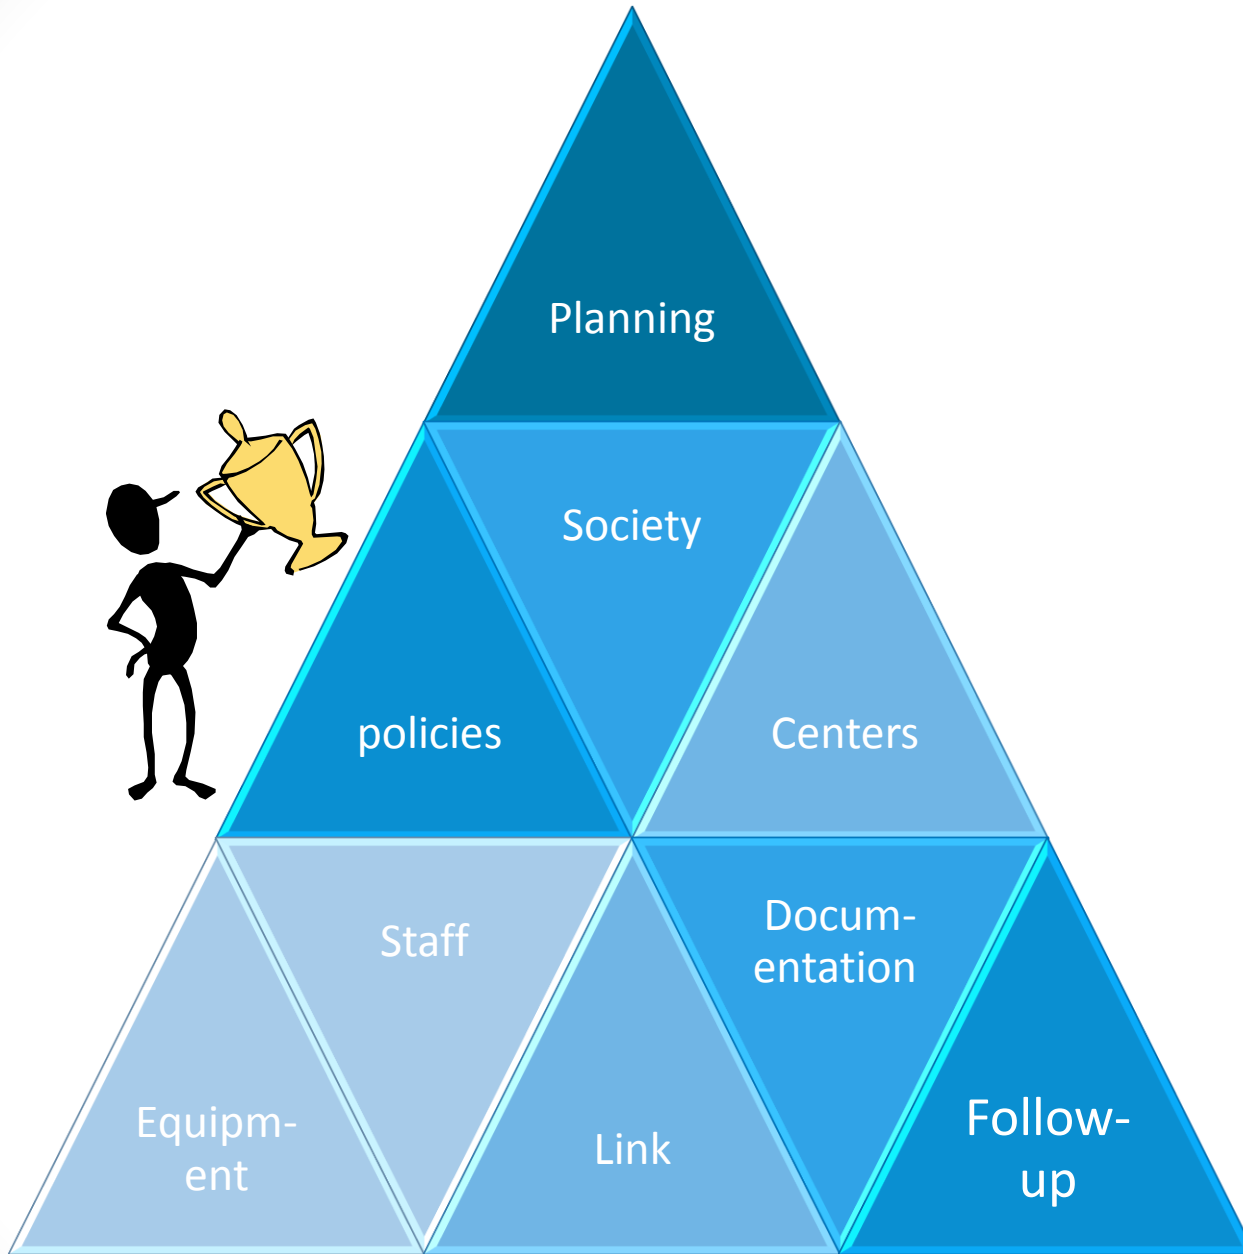 Planning
Society
policies
Centers
Staff
Docum-
entation
Equipm-
ent
Link
Follow-
up